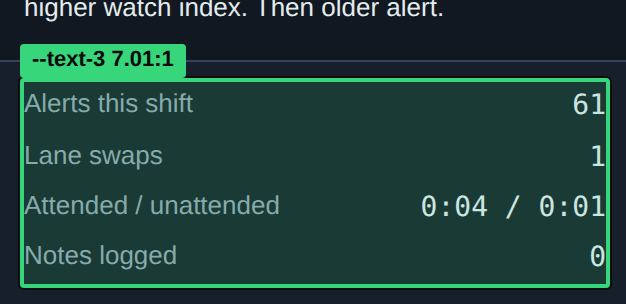 higher watch index. Then older alert.
--text-3 7.01:1
Alerts this shift 61
Lane swaps 1
Attended / unattended 0:04 / 0:01
Notes logged 0